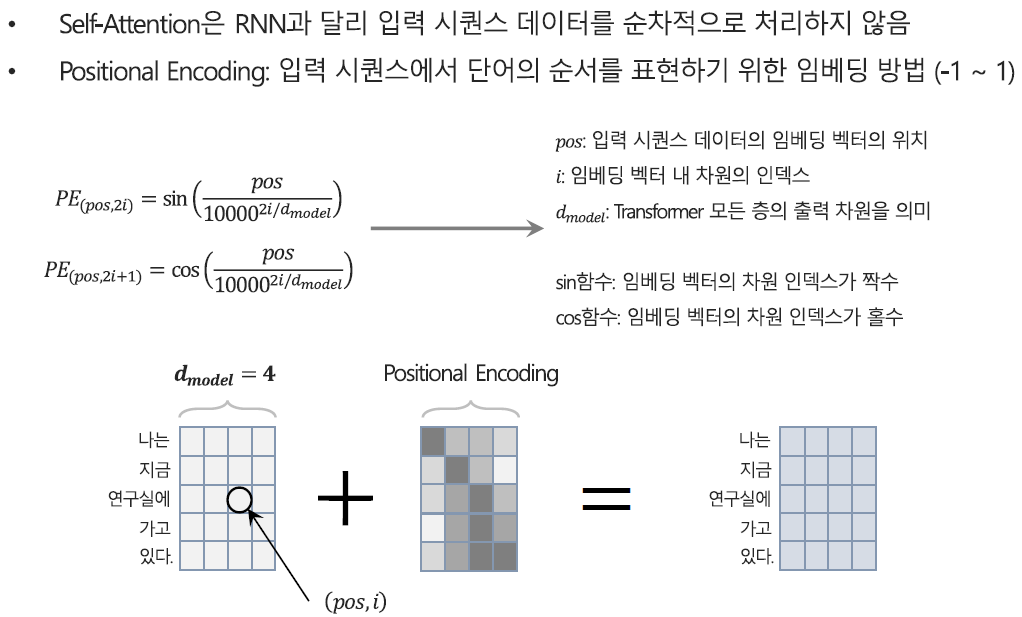 • Self-Attention은 RNN과 달리 입력 시퀀스 데이터를 순차적으로 처리하지 않음
• Positional Encoding: 입력 시퀀스에서 단어의 순서를 표현하기 위한 임베딩 방법 (-1 ~ 1)
PE(pos,2i) = sin(pos / 10000^2i/d_model)
PE(pos,2i+1) = cos(pos / 10000^2i/d_model)
pos: 입력 시퀀스 데이터의 임베딩 벡터의 위치
i: 임베딩 벡터 내 차원의 인덱스
d_model: Transformer 모든 층의 출력 차원을 의미
sin함수: 임베딩 벡터의 차원 인덱스가 짝수
cos함수: 임베딩 벡터의 차원 인덱스가 홀수
d_model = 4
나는
지금
연구실에
가고
있다.
(pos, i)
+
Positional Encoding
=
나는
지금
연구실에
가고
있다.